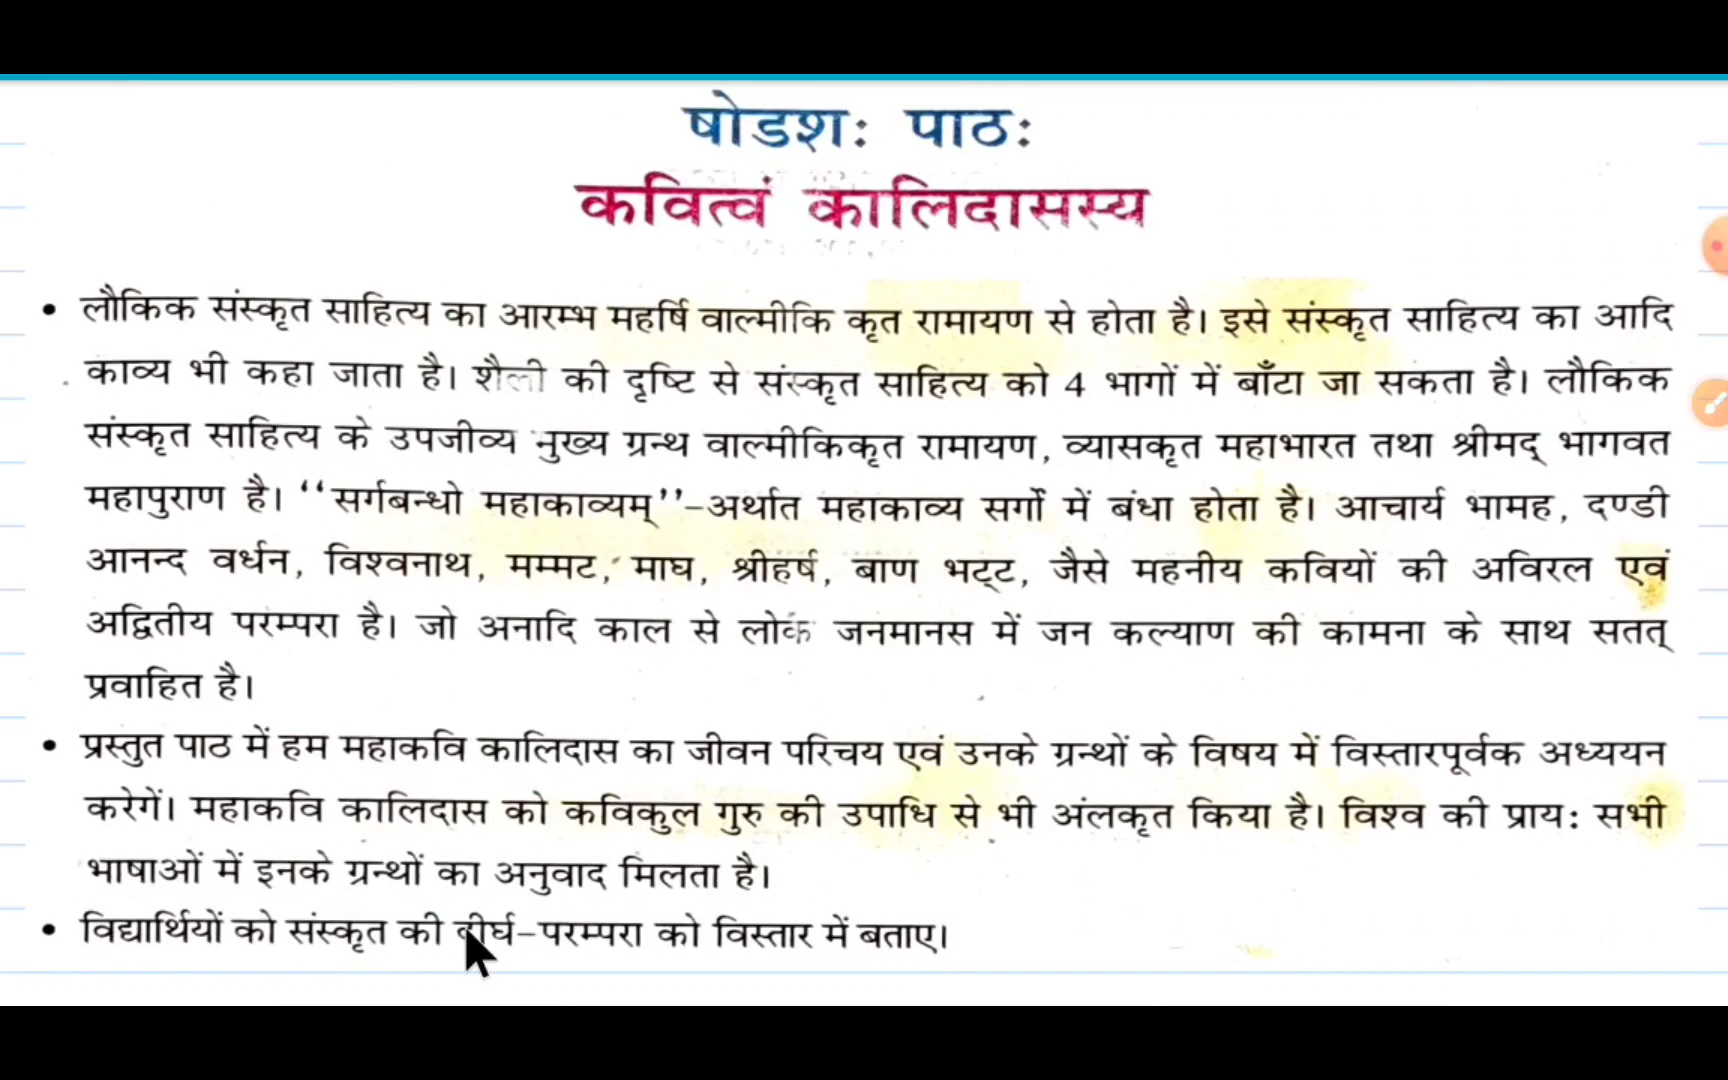 षोडशः पाठः
कवित्वं कालिदासस्य
• लौकिक संस्कृत साहित्य का आरम्भ महर्षि वाल्मीकि कृत रामायण से होता है। इसे संस्कृत साहित्य का आदि
काव्य भी कहा जाता है। शैली की दृष्टि से संस्कृत साहित्य को 4 भागों में बाँटा जा सकता है। लौकिक
संस्कृत साहित्य के उपजीव्य मुख्य ग्रन्थ वाल्मीकिकृत रामायण, व्यासकृत महाभारत तथा श्रीमद् भागवत
महापुराण है। ‘‘सर्गबन्धो महाकाव्यम्’’-अर्थात महाकाव्य सर्गों में बंधा होता है। आचार्य भामह, दण्डी
आनन्द वर्धन, विश्वनाथ, मम्मट, माघ, श्रीहर्ष, बाण भट्ट, जैसे महनीय कवियों की अविरल एवं
अद्वितीय परम्परा है। जो अनादि काल से लोक जनमानस में जन कल्याण की कामना के साथ सतत्
प्रवाहित है।
• प्रस्तुत पाठ में हम महाकवि कालिदास का जीवन परिचय एवं उनके ग्रन्थों के विषय में विस्तारपूर्वक अध्ययन
करेगें। महाकवि कालिदास को कविकुल गुरु की उपाधि से भी अंलकृत किया है। विश्व की प्राय: सभी
भाषाओं में इनके ग्रन्थों का अनुवाद मिलता है।
• विद्यार्थियों को संस्कृत की दीर्घ-परम्परा को विस्तार में बताए।